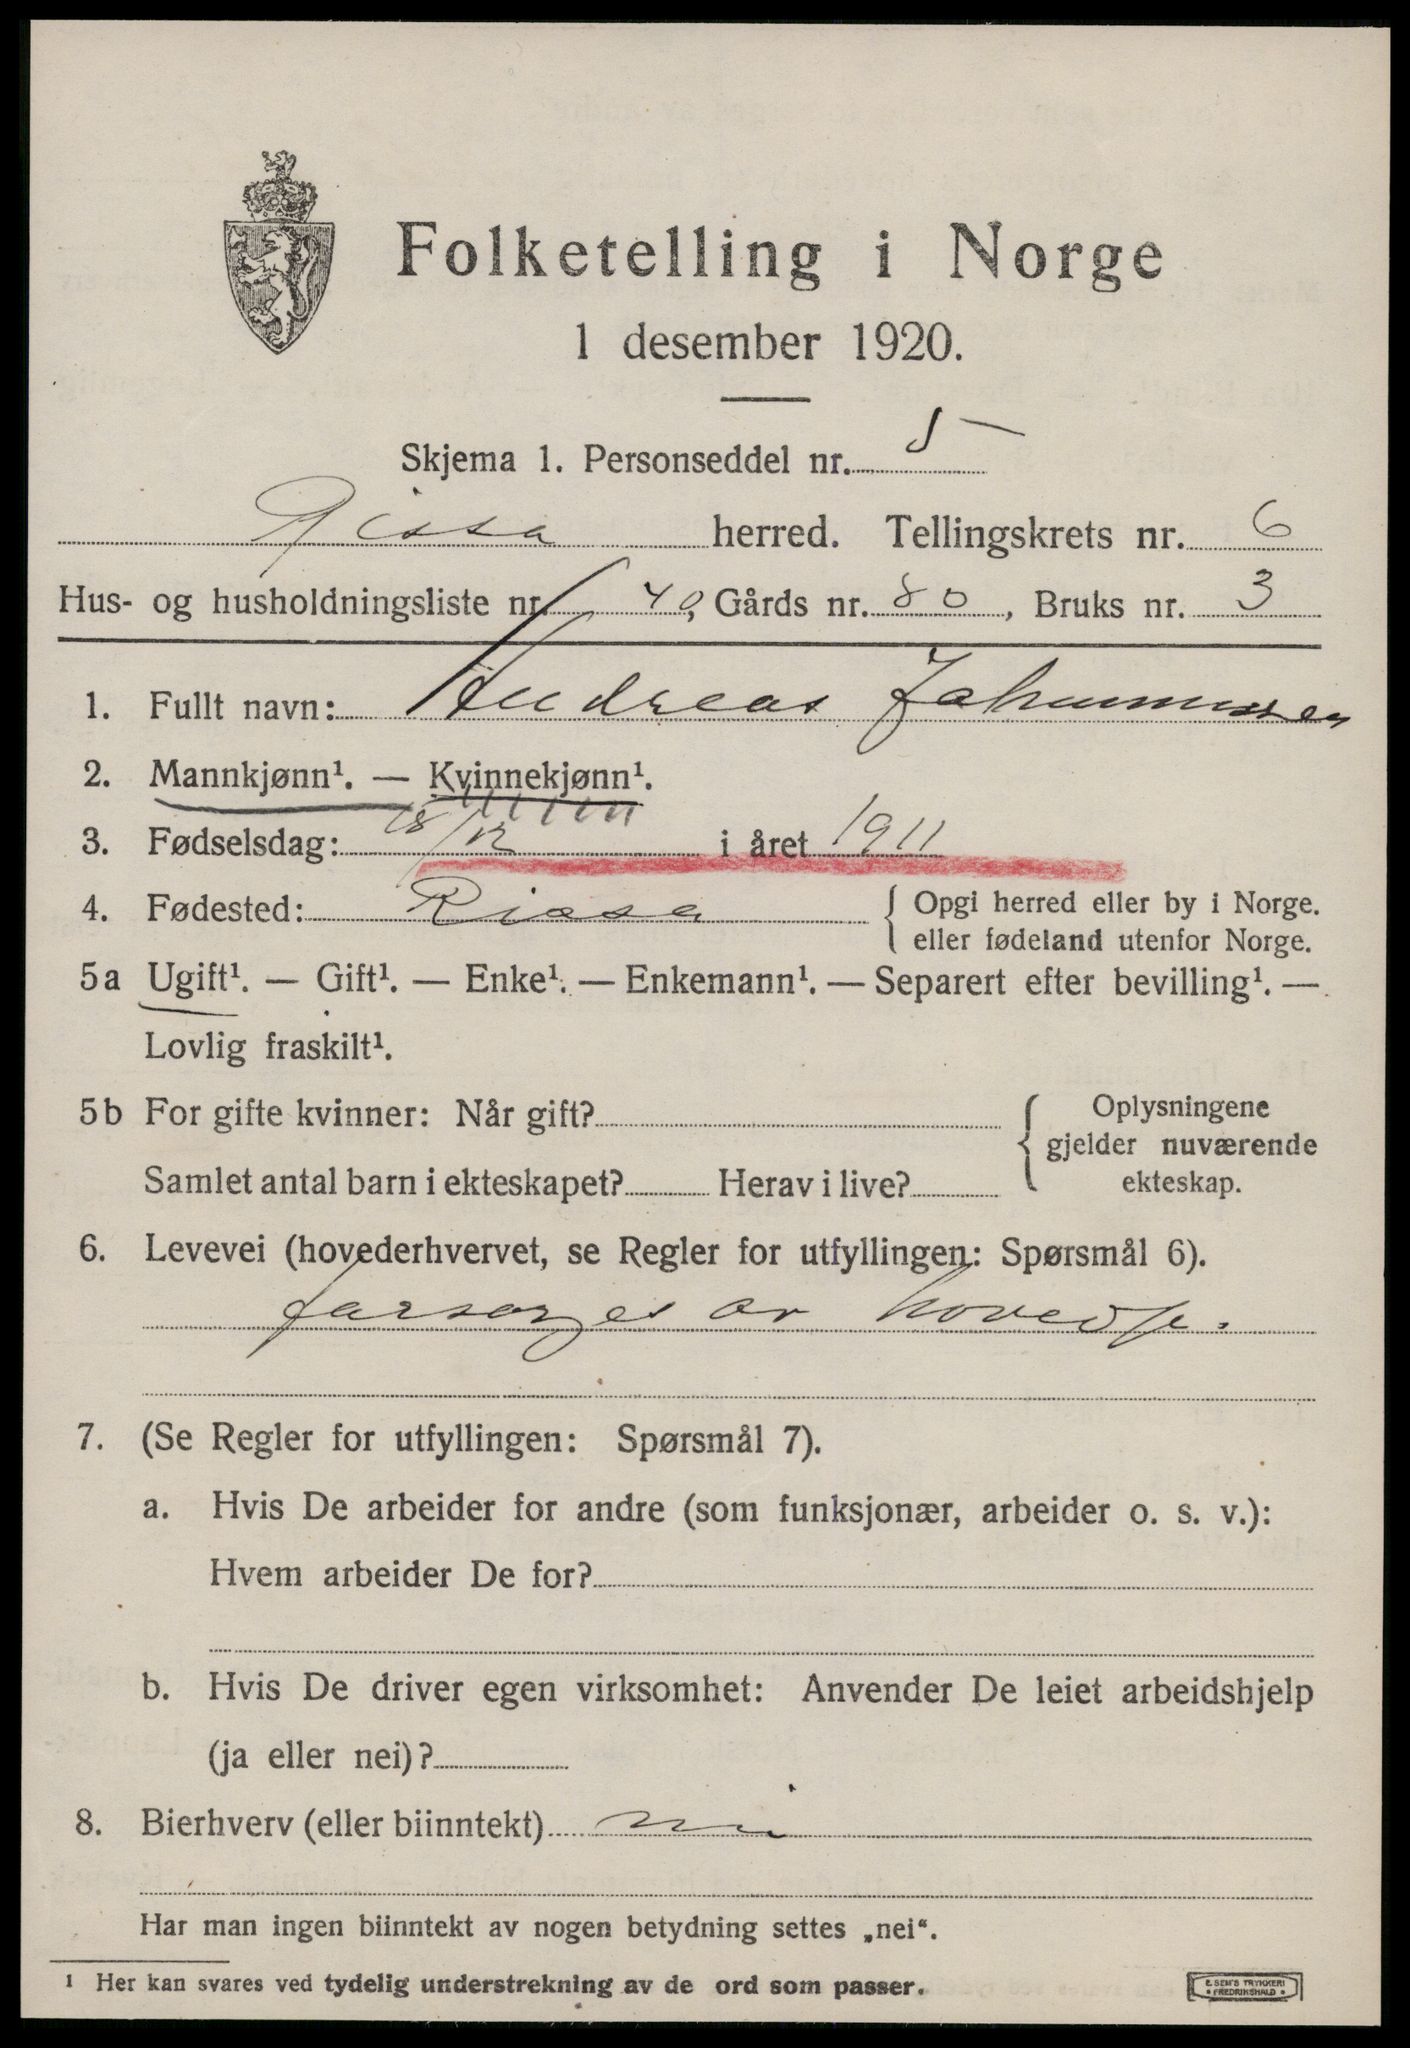 Folketelling i Norge
1 desember 1920.
Skjema 1. Personseddel nr. 5
Rissa herred. Tellingskrets nr. 6
Hus- og husholdningsliste nr. 40, Gårds nr. 80, Bruks nr. 3
1. Fullt navn: Andreas Johannessen
2. Mannkjønn¹. — Kvinnekjønn¹.
3. Fødselsdag: 18/12 i året 1911
4. Fødested: Rissa { Opgi herred eller by i Norge.
eller fødeland utenfor Norge.
5a Ugift¹. — Gift¹. — Enke¹. — Enkemann¹. — Separert efter bevilling¹. —
Lovlig fraskilt¹.
5b For gifte kvinner: Når gift? { Oplysningene
gjelder nuværende
Samlet antal barn i ekteskapet? Herav i live? ekteskap.
6. Levevei (hovederhvervet, se Regler for utfyllingen: Spørsmål 6).
forsørges av hovedp.
7. (Se Regler for utfyllingen: Spørsmål 7).
a. Hvis De arbeider for andre (som funksjonær, arbeider o. s. v.):
Hvem arbeider De for?
b. Hvis De driver egen virksomhet: Anvender De leiet arbeidshjelp
(ja eller nei)?
8. Bierhverv (eller biinntekt) nei
Har man ingen biinntekt av nogen betydning settes „nei“.
¹ Her kan svares ved tydelig understrekning av de ord som passer.
E. SEM'S TRYKKERI
• FREDRIKSHALD •